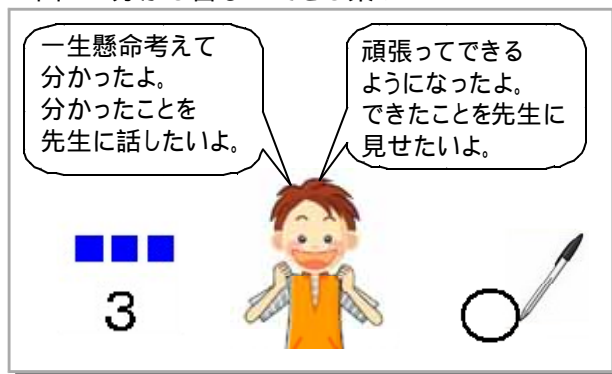 一生懸命考えて
分かったよ。
分かったことを
先生に話したいよ。
頑張ってできる
ようになったよ。
できたことを先生に
見せたいよ。
3